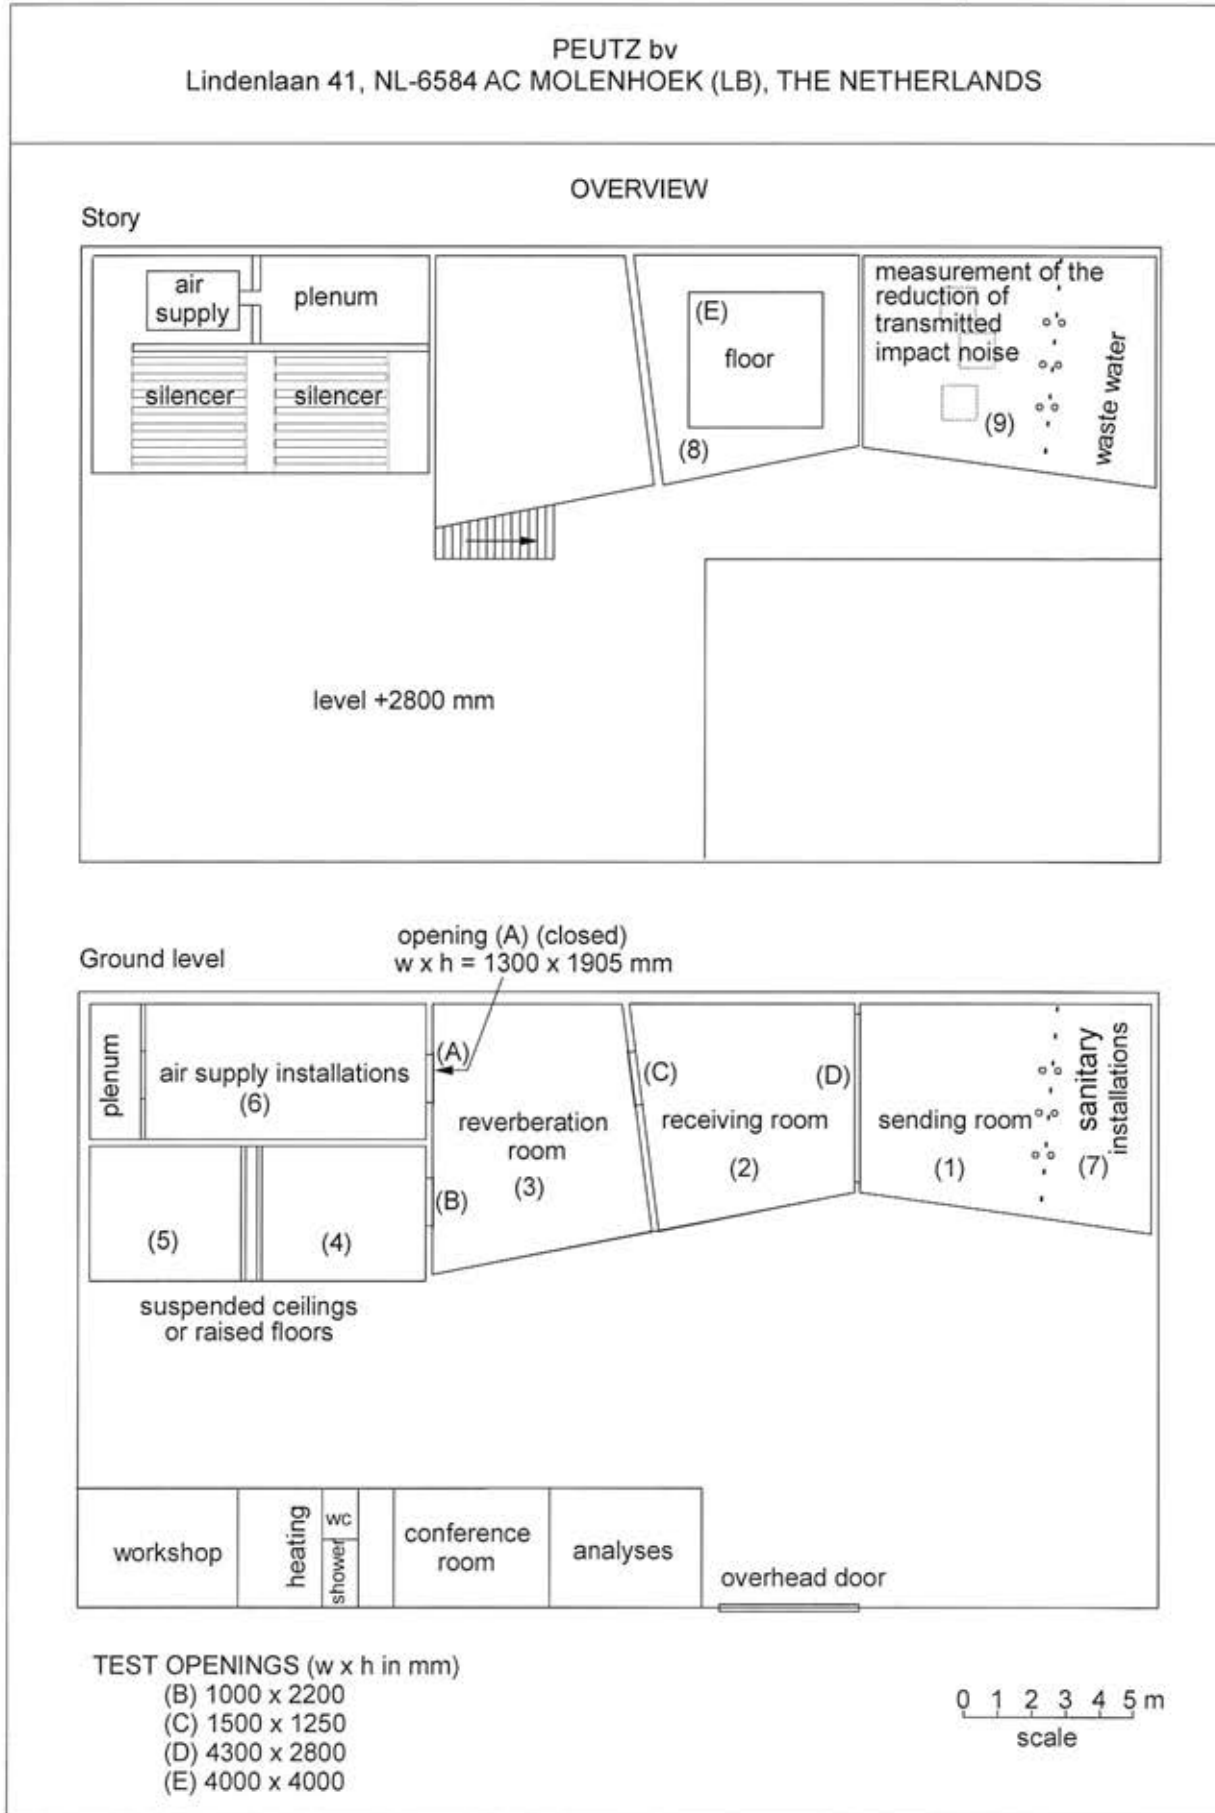 PEUTZ bv
Lindenlaan 41, NL-6584 AC MOLENHOEK (LB), THE NETHERLANDS
OVERVIEW
Story
air
supply
plenum
silencer
silencer
(E)
floor
(8)
measurement of the
reduction of
transmitted
impact noise
(9)
waste water
level +2800 mm
Ground level
opening (A) (closed)
w x h = 1300 x 1905 mm
plenum
air supply installations
(6)
(A)
(B)
reverberation
room
(3)
(C)
receiving room
(2)
(D)
sending room
(1)
sanitary
installations
(7)
(5)
(4)
suspended ceilings
or raised floors
workshop
heating
wc
shower
conference
room
analyses
overhead door
TEST OPENINGS (w x h in mm)
(B) 1000 x 2200
(C) 1500 x 1250
(D) 4300 x 2800
(E) 4000 x 4000
0 1 2 3 4 5 m
scale